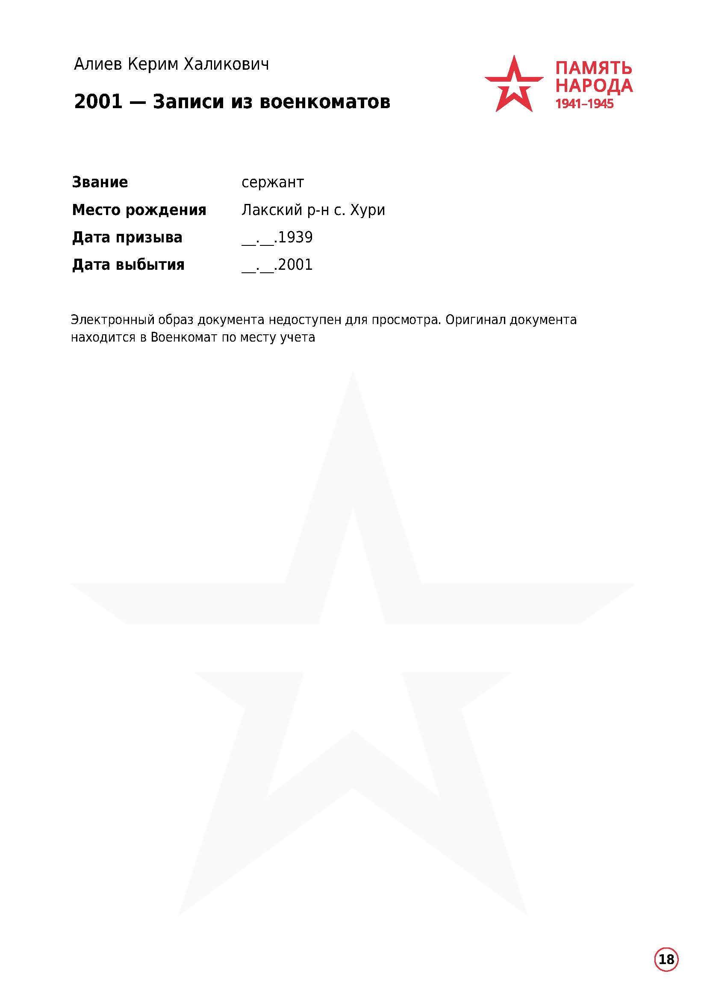 Алиев Керим Халикович
2001 — Записи из военкоматов
ПАМЯТЬ
НАРОДА
1941–1945
Звание сержант
Место рождения Лакский р-н с. Хури
Дата призыва __.__.1939
Дата выбытия __.__.2001
Электронный образ документа недоступен для просмотра. Оригинал документа
находится в Военкомат по месту учета
18